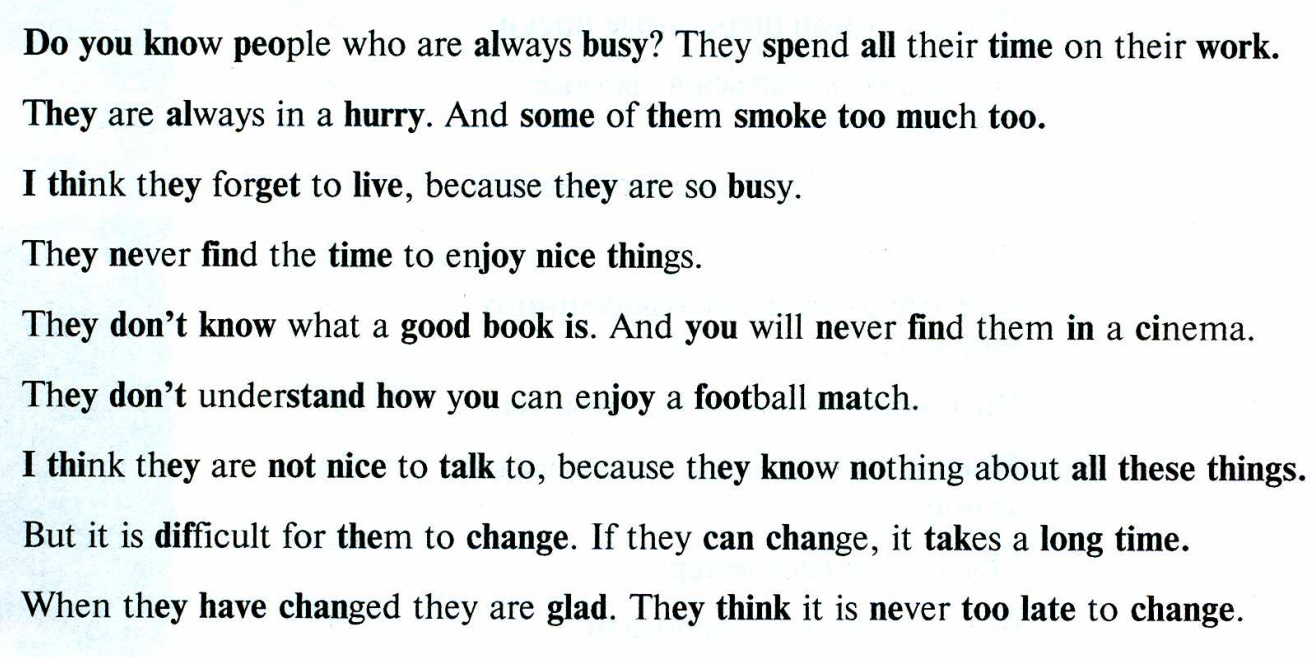 Do you know people who are always busy? They spend all their time on their work.
They are always in a hurry. And some of them smoke too much too.
I think they forget to live, because they are so busy.
They never find the time to enjoy nice things.
They don't know what a good book is. And you will never find them in a cinema.
They don't understand how you can enjoy a football match.
I think they are not nice to talk to, because they know nothing about all these things.
But it is difficult for them to change. If they can change, it takes a long time.
When they have changed they are glad. They think it is never too late to change.